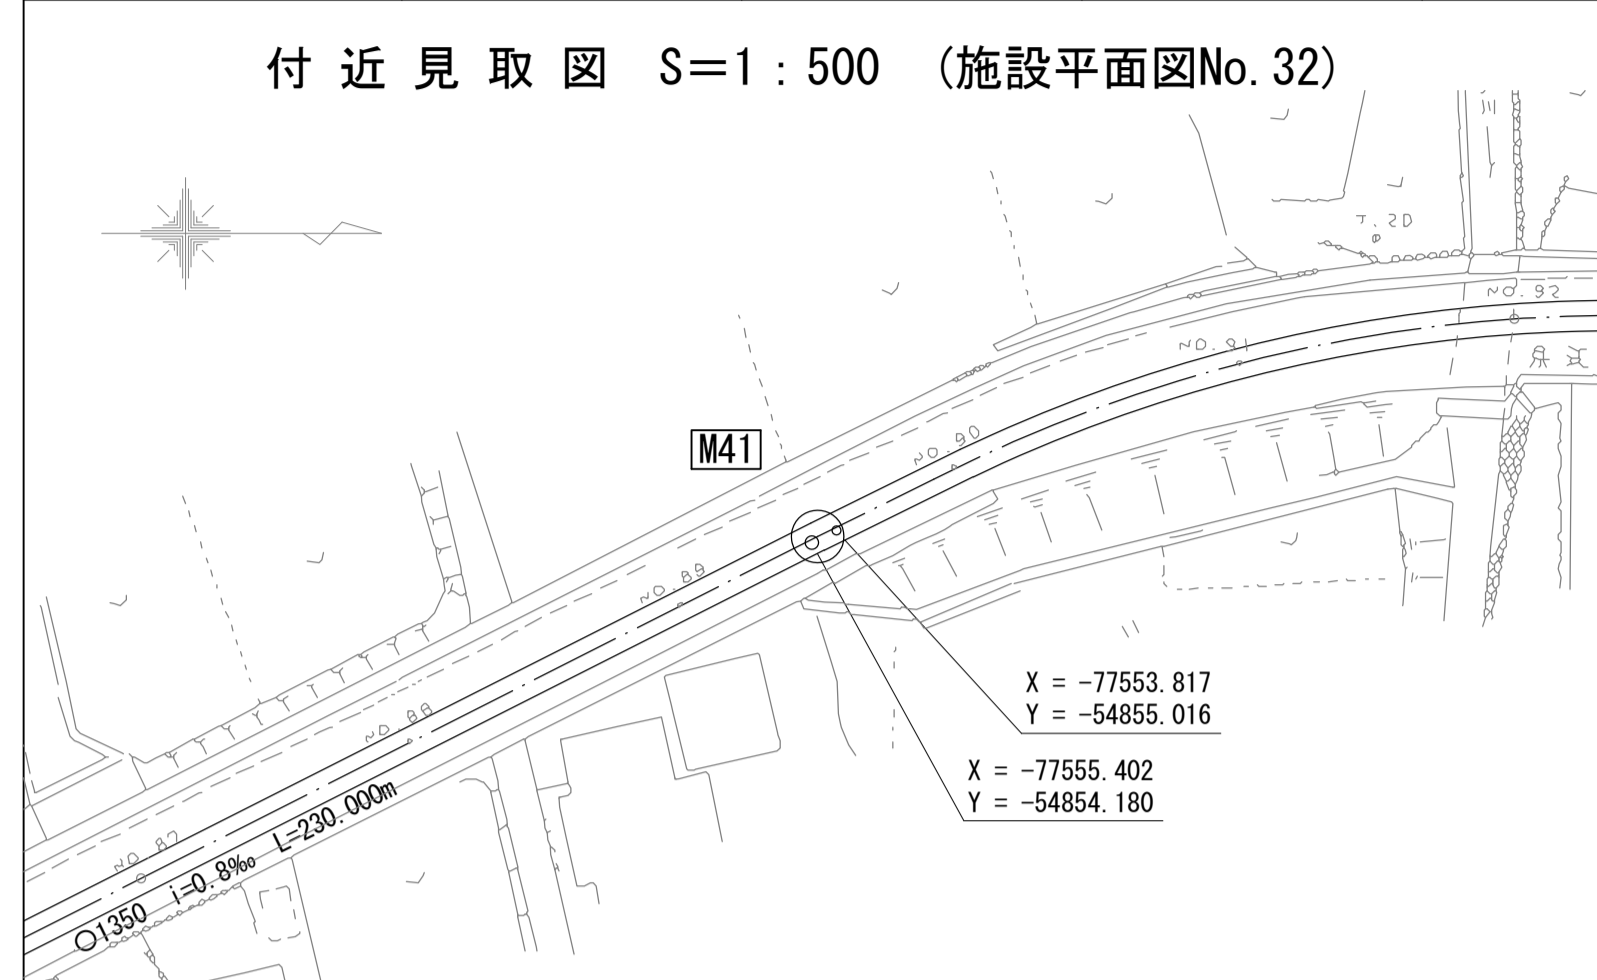 付近見取図 S=1:500 (施設平面図No.32)
T.20
NO.92
NO.91
NO.90
M41
NO.89
NO.88
NO.87
X = -77553.817
Y = -54855.016
X = -77555.402
Y = -54854.180
○1350 i=0.8‰ L=230.000m